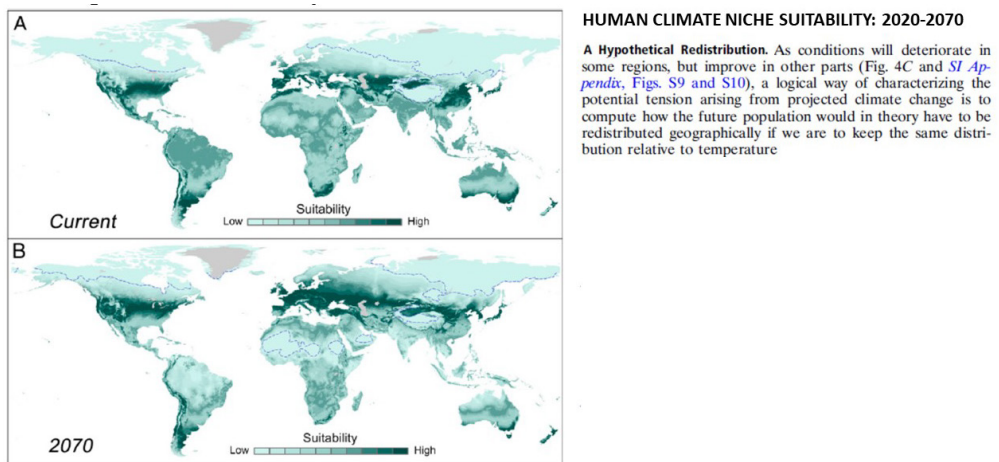 A
Current
Suitability
Low High
B
2070
Suitability
Low High
HUMAN CLIMATE NICHE SUITABILITY: 2020-2070
A Hypothetical Redistribution. As conditions will deteriorate in
some regions, but improve in other parts (Fig. 4C and SI Ap-
pendix, Figs. S9 and S10), a logical way of characterizing the
potential tension arising from projected climate change is to
compute how the future population would in theory have to be
redistributed geographically if we are to keep the same distri-
bution relative to temperature